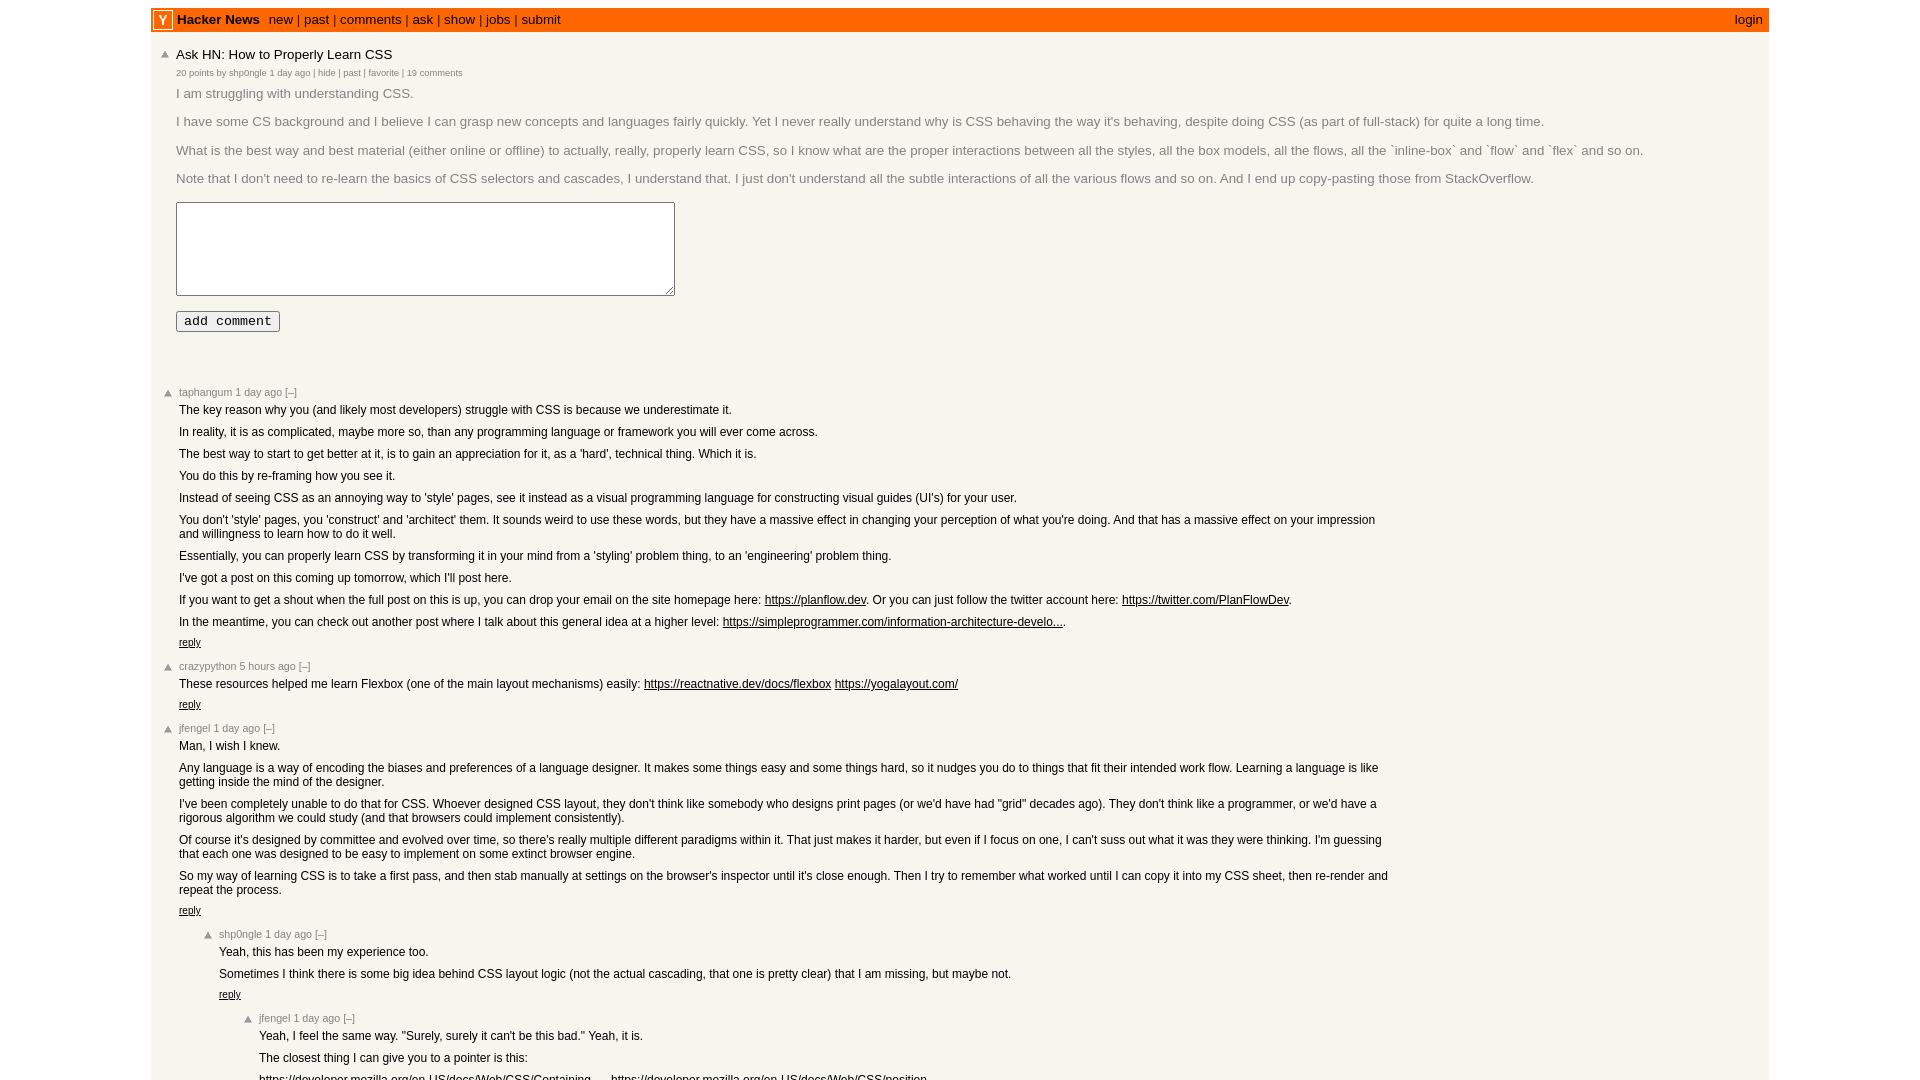 Y Hacker News new | past | comments | ask | show | jobs | submit login
Ask HN: How to Properly Learn CSS
20 points by shp0ngle 1 day ago | hide | past | favorite | 19 comments
I am struggling with understanding CSS.
I have some CS background and I believe I can grasp new concepts and languages fairly quickly. Yet I never really understand why is CSS behaving the way it's behaving, despite doing CSS (as part of full-stack) for quite a long time.
What is the best way and best material (either online or offline) to actually, really, properly learn CSS, so I know what are the proper interactions between all the styles, all the box models, all the flows, all the `inline-box` and `flow` and `flex` and so on.
Note that I don't need to re-learn the basics of CSS selectors and cascades, I understand that. I just don't understand all the subtle interactions of all the various flows and so on. And I end up copy-pasting those from StackOverflow.
add comment
taphangum 1 day ago [–]
The key reason why you (and likely most developers) struggle with CSS is because we underestimate it.
In reality, it is as complicated, maybe more so, than any programming language or framework you will ever come across.
The best way to start to get better at it, is to gain an appreciation for it, as a 'hard', technical thing. Which it is.
You do this by re-framing how you see it.
Instead of seeing CSS as an annoying way to 'style' pages, see it instead as a visual programming language for constructing visual guides (UI's) for your user.
You don't 'style' pages, you 'construct' and 'architect' them. It sounds weird to use these words, but they have a massive effect in changing your perception of what you're doing. And that has a massive effect on your impression
and willingness to learn how to do it well.
Essentially, you can properly learn CSS by transforming it in your mind from a 'styling' problem thing, to an 'engineering' problem thing.
I've got a post on this coming up tomorrow, which I'll post here.
If you want to get a shout when the full post on this is up, you can drop your email on the site homepage here: https://planflow.dev. Or you can just follow the twitter account here: https://twitter.com/PlanFlowDev.
In the meantime, you can check out another post where I talk about this general idea at a higher level: https://simpleprogrammer.com/information-architecture-develo....
reply
crazypython 5 hours ago [–]
These resources helped me learn Flexbox (one of the main layout mechanisms) easily: https://reactnative.dev/docs/flexbox https://yogalayout.com/
reply
jfengel 1 day ago [–]
Man, I wish I knew.
Any language is a way of encoding the biases and preferences of a language designer. It makes some things easy and some things hard, so it nudges you do to things that fit their intended work flow. Learning a language is like
getting inside the mind of the designer.
I've been completely unable to do that for CSS. Whoever designed CSS layout, they don't think like somebody who designs print pages (or we'd have had "grid" decades ago). They don't think like a programmer, or we'd have a
rigorous algorithm we could study (and that browsers could implement consistently).
Of course it's designed by committee and evolved over time, so there's really multiple different paradigms within it. That just makes it harder, but even if I focus on one, I can't suss out what it was they were thinking. I'm guessing
that each one was designed to be easy to implement on some extinct browser engine.
So my way of learning CSS is to take a first pass, and then stab manually at settings on the browser's inspector until it's close enough. Then I try to remember what worked until I can copy it into my CSS sheet, then re-render and
repeat the process.
reply
shp0ngle 1 day ago [–]
Yeah, this has been my experience too.
Sometimes I think there is some big idea behind CSS layout logic (not the actual cascading, that one is pretty clear) that I am missing, but maybe not.
reply
jfengel 1 day ago [–]
Yeah, I feel the same way. "Surely, surely it can't be this bad." Yeah, it is.
The closest thing I can give you to a pointer is this:
https://developer.mozilla.org/en-US/docs/Web/CSS/Containing_... https://developer.mozilla.org/en-US/docs/Web/CSS/position